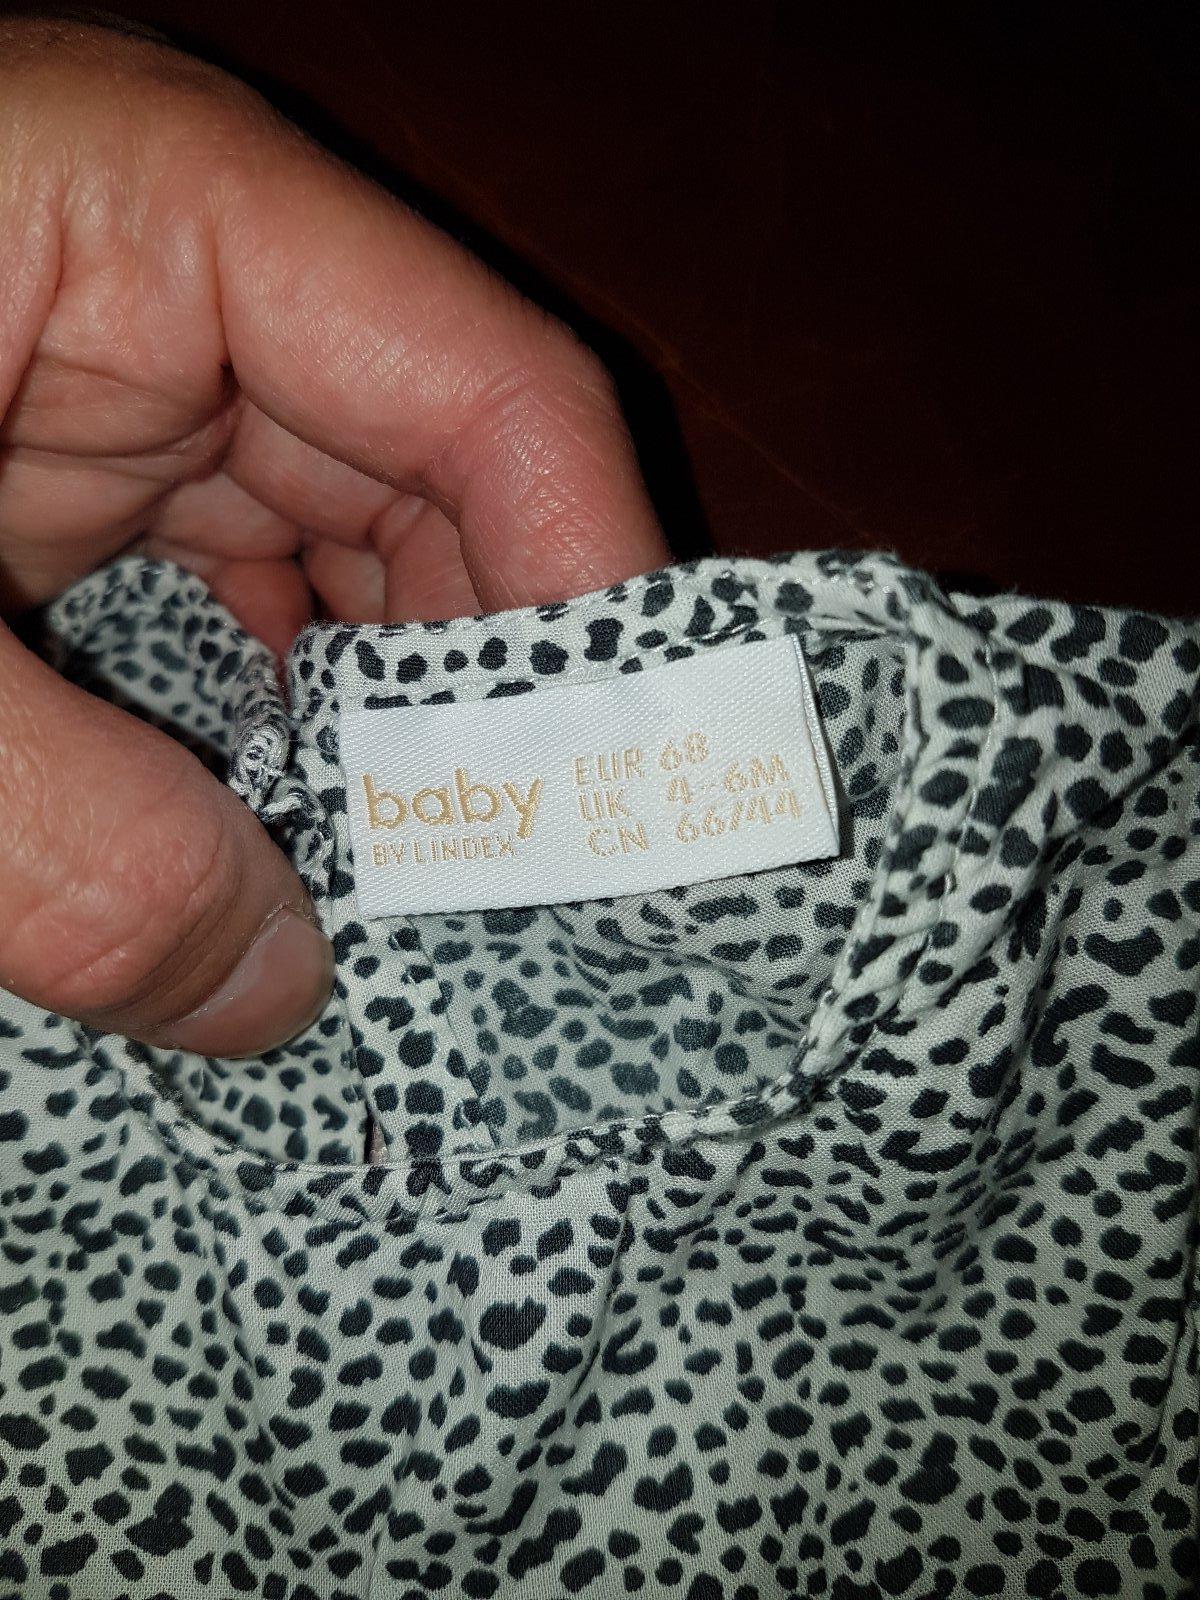 baby
BY LINDEX
EUR 68
UK 4-6M
CN 66/44